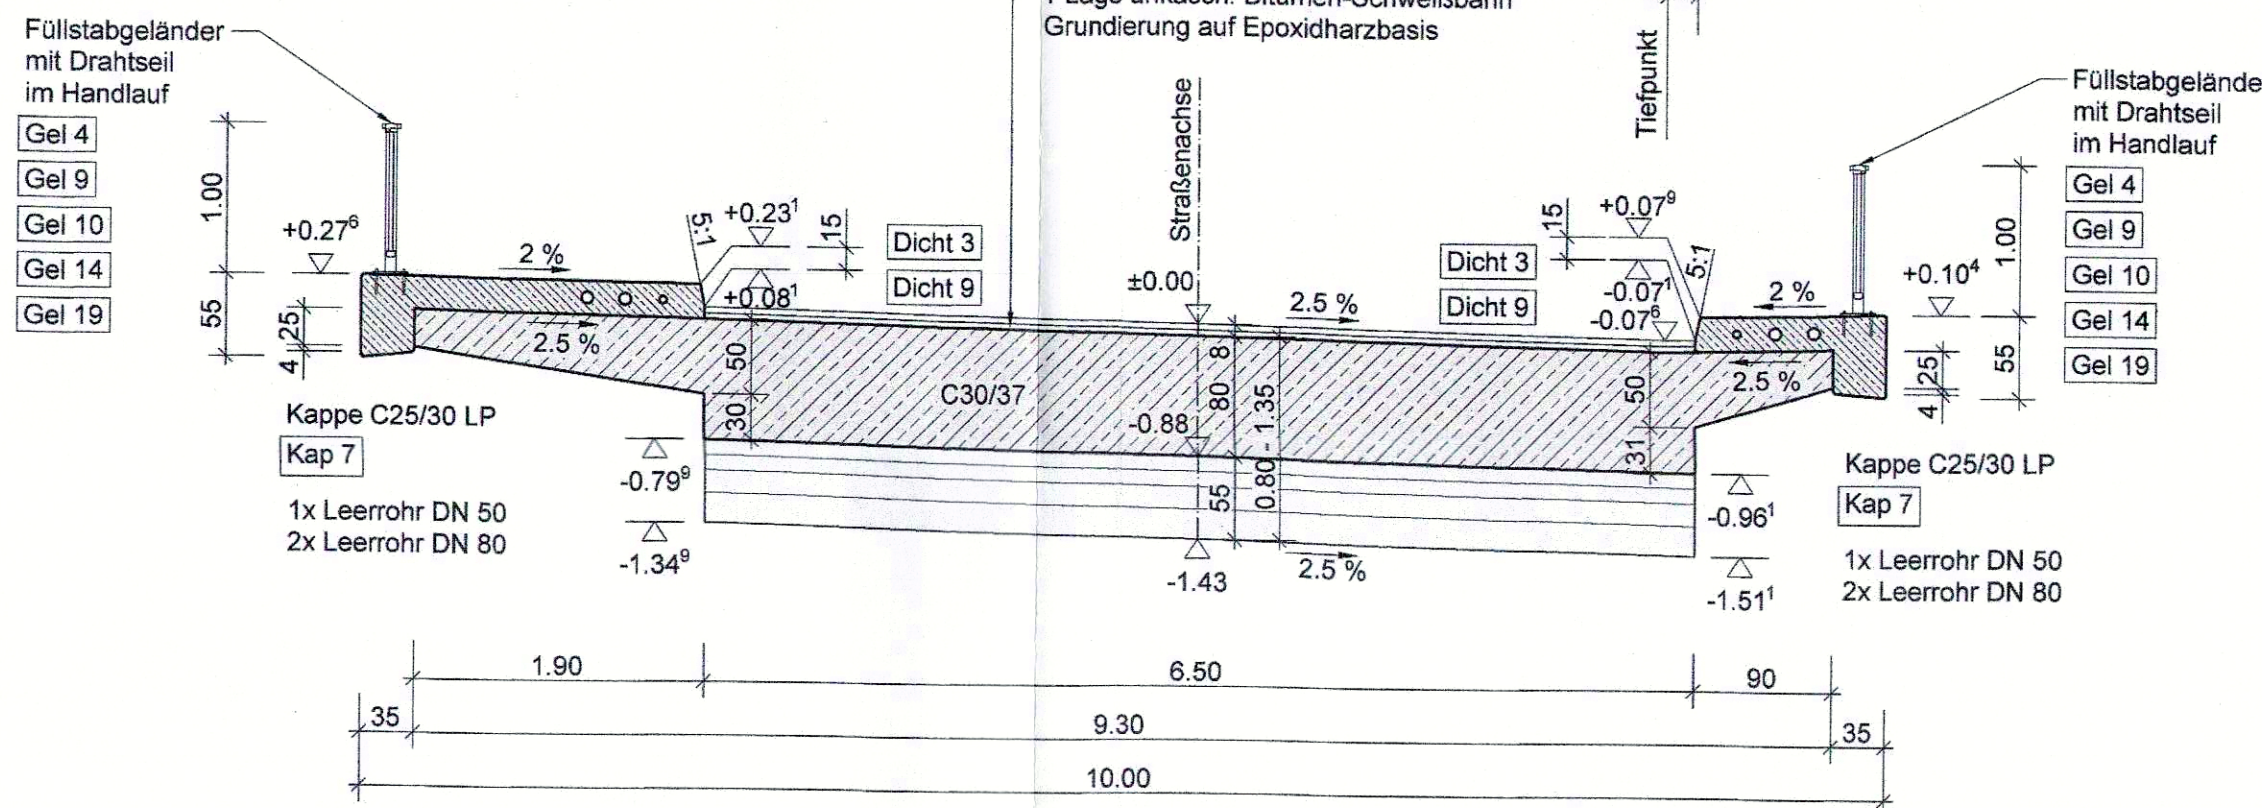 1 Lage unkasch. Bitumen-Schweißbahn
Grundierung auf Epoxidharzbasis
Füllstabgeländer
mit Drahtseil
im Handlauf
Gel 4
Gel 9
Gel 10
Gel 14
Gel 19
1.00
55
25
4
+0.27⁶
2 %
5:1
+0.23¹
15
+0.08¹
Dicht 3
Dicht 9
2.5 %
50
30
Straßenachse
±0.00
2.5 %
8
80
55
0.80 - 1.35
C30/37
-0.88
-1.43
2.5 %
Tiefpunkt
15
+0.07⁹
5:1
Dicht 3
Dicht 9
-0.07¹
-0.07⁶
2 %
2.5 %
50
31
+0.10⁴
1.00
55
25
4
Füllstabgelände
mit Drahtseil
im Handlauf
Gel 4
Gel 9
Gel 10
Gel 14
Gel 19
Kappe C25/30 LP
Kap 7
1x Leerrohr DN 50
2x Leerrohr DN 80
-0.79⁹
-1.34⁹
-0.96¹
-1.51¹
Kappe C25/30 LP
Kap 7
1x Leerrohr DN 50
2x Leerrohr DN 80
1.90
6.50
90
35
9.30
35
10.00